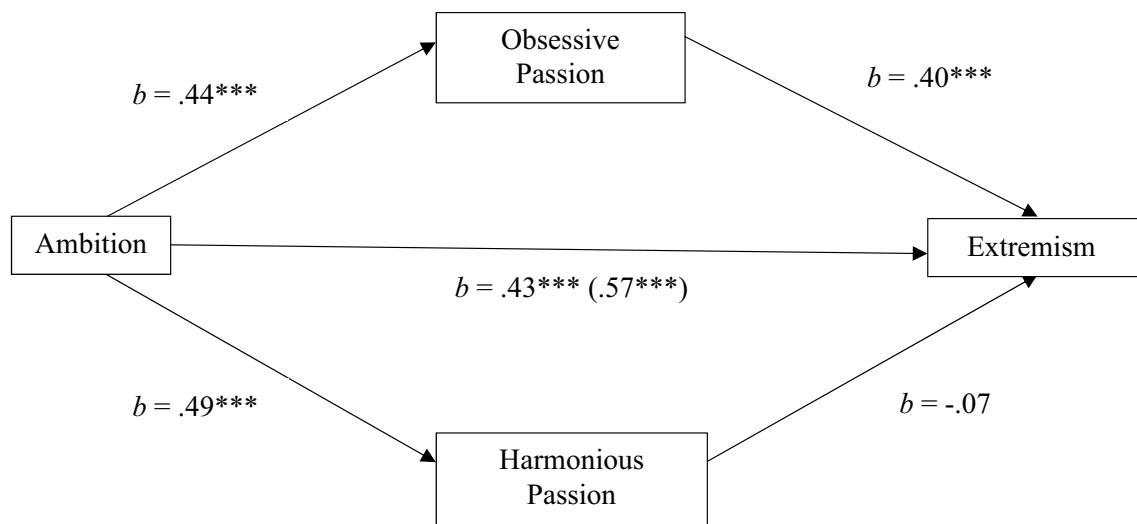 Obsessive
Passion
b = .44***
b = .40***
Ambition
Extremism
b = .43*** (.57***)
b = .49***
b = -.07
Harmonious
Passion